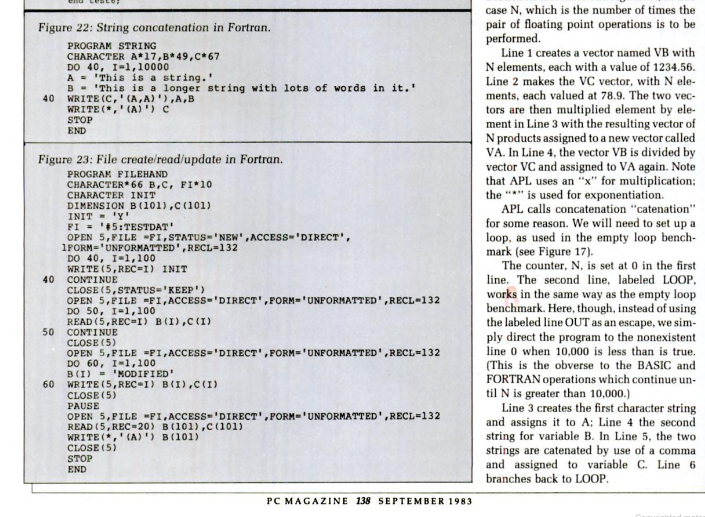 end tests;
Figure 22: String concatenation in Fortran.
PROGRAM STRING
CHARACTER A*17,B*49,C*67
DO 40, I=1,10000
A = 'This is a string.'
B = 'This is a longer string with lots of words in it.'
40 WRITE(C,'(A,A)'),A,B
WRITE(*,'(A)') C
STOP
END
Figure 23: File create/read/update in Fortran.
PROGRAM FILEHAND
CHARACTER*66 B,C, FI*10
CHARACTER INIT
DIMENSION B(101),C(101)
INIT = 'Y'
FI = '#5:TESTDAT'
OPEN 5,FILE =FI,STATUS='NEW',ACCESS='DIRECT',
1FORM='UNFORMATTED',RECL=132
DO 40, I=1,100
WRITE(5,REC=I) INIT
40 CONTINUE
CLOSE(5,STATUS='KEEP')
OPEN 5,FILE =FI,ACCESS='DIRECT',FORM='UNFORMATTED',RECL=132
DO 50, I=1,100
READ(5,REC=I) B(I),C(I)
50 CONTINUE
CLOSE(5)
OPEN 5,FILE =FI,ACCESS='DIRECT',FORM='UNFORMATTED',RECL=132
DO 60, I=1,100
B(I) = 'MODIFIED'
60 WRITE(5,REC=I) B(I),C(I)
CLOSE(5)
PAUSE
OPEN 5,FILE =FI,ACCESS='DIRECT',FORM='UNFORMATTED',RECL=132
READ(5,REC=20) B(101),C(101)
WRITE(*,'(A)') B(101)
CLOSE(5)
STOP
END
case N, which is the number of times the
pair of floating point operations is to be
performed.
Line 1 creates a vector named VB with
N elements, each with a value of 1234.56.
Line 2 makes the VC vector, with N ele-
ments, each valued at 78.9. The two vec-
tors are then multiplied element by ele-
ment in Line 3 with the resulting vector of
N products assigned to a new vector called
VA. In Line 4, the vector VB is divided by
vector VC and assigned to VA again. Note
that APL uses an "x" for multiplication;
the "*" is used for exponentiation.
APL calls concatenation "catenation"
for some reason. We will need to set up a
loop, as used in the empty loop bench-
mark (see Figure 17).
The counter, N, is set at 0 in the first
line. The second line, labeled LOOP,
works in the same way as the empty loop
benchmark. Here, though, instead of using
the labeled line OUT as an escape, we sim-
ply direct the program to the nonexistent
line 0 when 10,000 is less than is true.
(This is the obverse to the BASIC and
FORTRAN operations which continue un-
til N is greater than 10,000.)
Line 3 creates the first character string
and assigns it to A; Line 4 the second
string for variable B. In Line 5, the two
strings are catenated by use of a comma
and assigned to variable C. Line 6
branches back to LOOP.
PC MAGAZINE 138 SEPTEMBER 1983